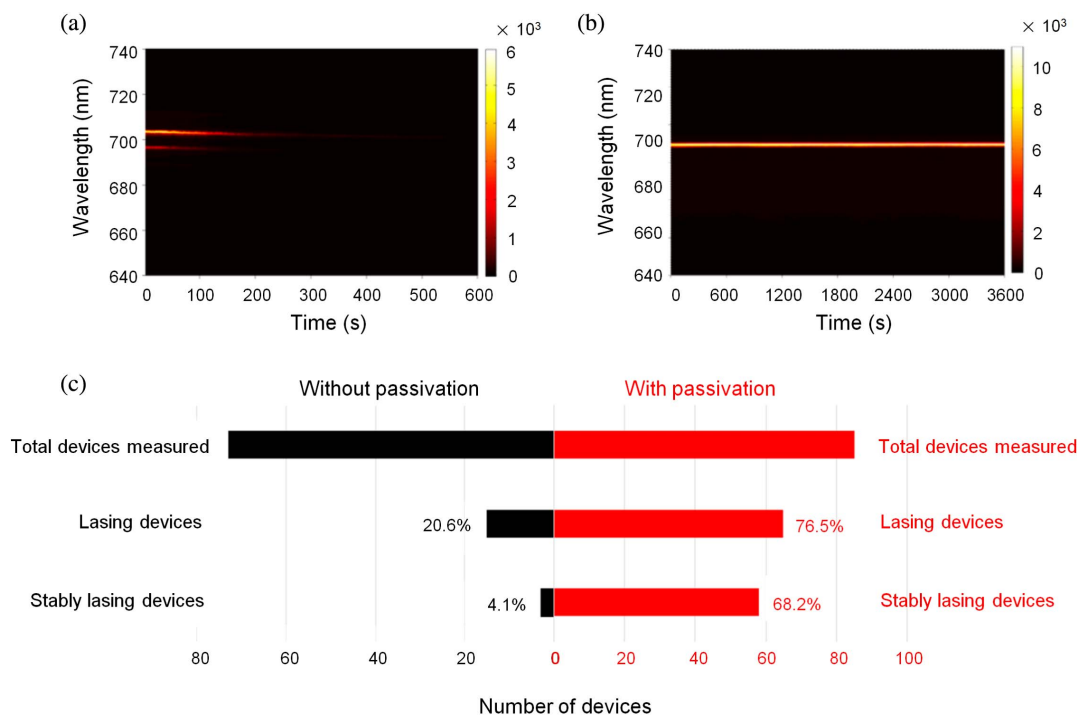 (a)
× 10³
Wavelength (nm)
740
720
700
680
660
640
0 100 200 300 400 500 600
Time (s)
6
5
4
3
2
1
0
(b)
× 10³
Wavelength (nm)
740
720
700
680
660
640
0 600 1200 1800 2400 3000 3600
Time (s)
10
8
6
4
2
0
(c)
Without passivation With passivation
Total devices measured Total devices measured
Lasing devices 20.6% 76.5% Lasing devices
Stably lasing devices 4.1% 68.2% Stably lasing devices
80 60 40 20 0 20 40 60 80 100
Number of devices